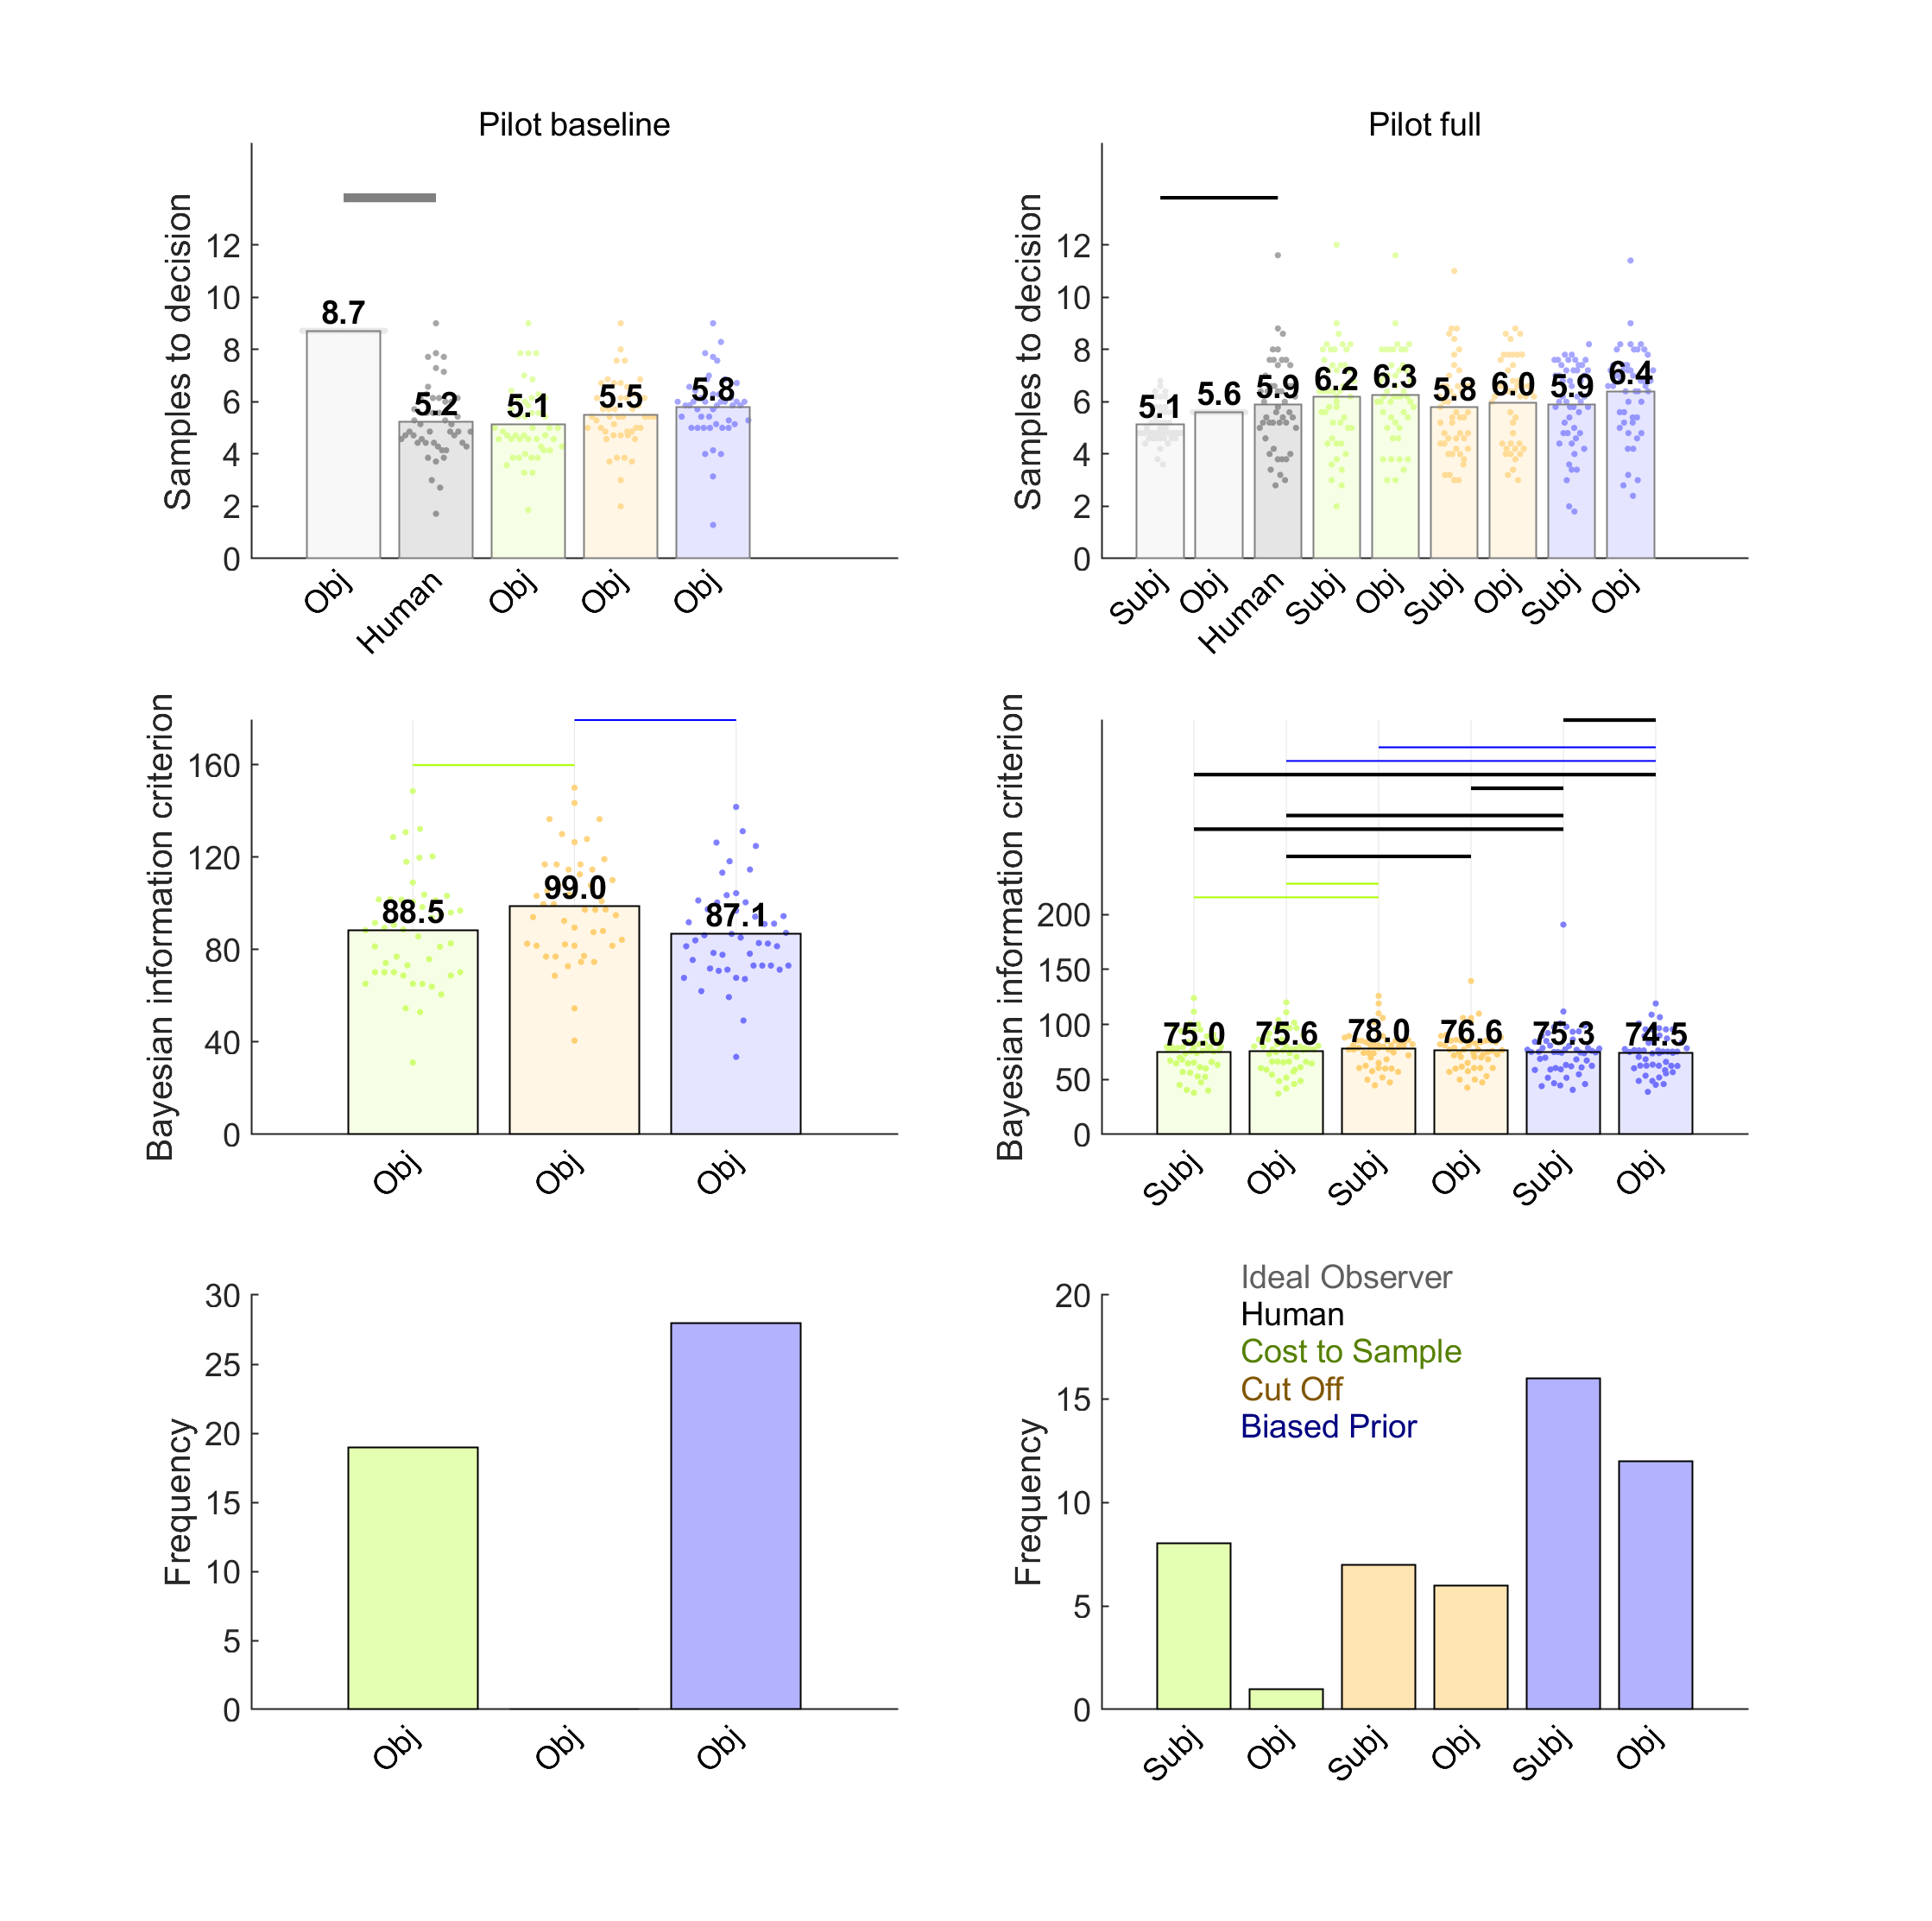 Pilot baseline
Samples to decision
12
10
8
6
4
2
0
8.7
5.2
5.1
5.5
5.8
Obj
Human
Obj
Obj
Obj
Pilot full
Samples to decision
12
10
8
6
4
2
0
5.1
5.6
5.9
6.2
6.3
5.8
6.0
5.9
6.4
Subj
Obj
Human
Subj
Obj
Subj
Obj
Subj
Obj
Bayesian information criterion
160
120
80
40
0
88.5
99.0
87.1
Obj
Obj
Obj
Bayesian information criterion
200
150
100
50
0
75.0
75.6
78.0
76.6
75.3
74.5
Subj
Obj
Subj
Obj
Subj
Obj
Frequency
30
25
20
15
10
5
0
Obj
Obj
Obj
Frequency
20
15
10
5
0
Ideal Observer
Human
Cost to Sample
Cut Off
Biased Prior
Subj
Obj
Subj
Obj
Subj
Obj